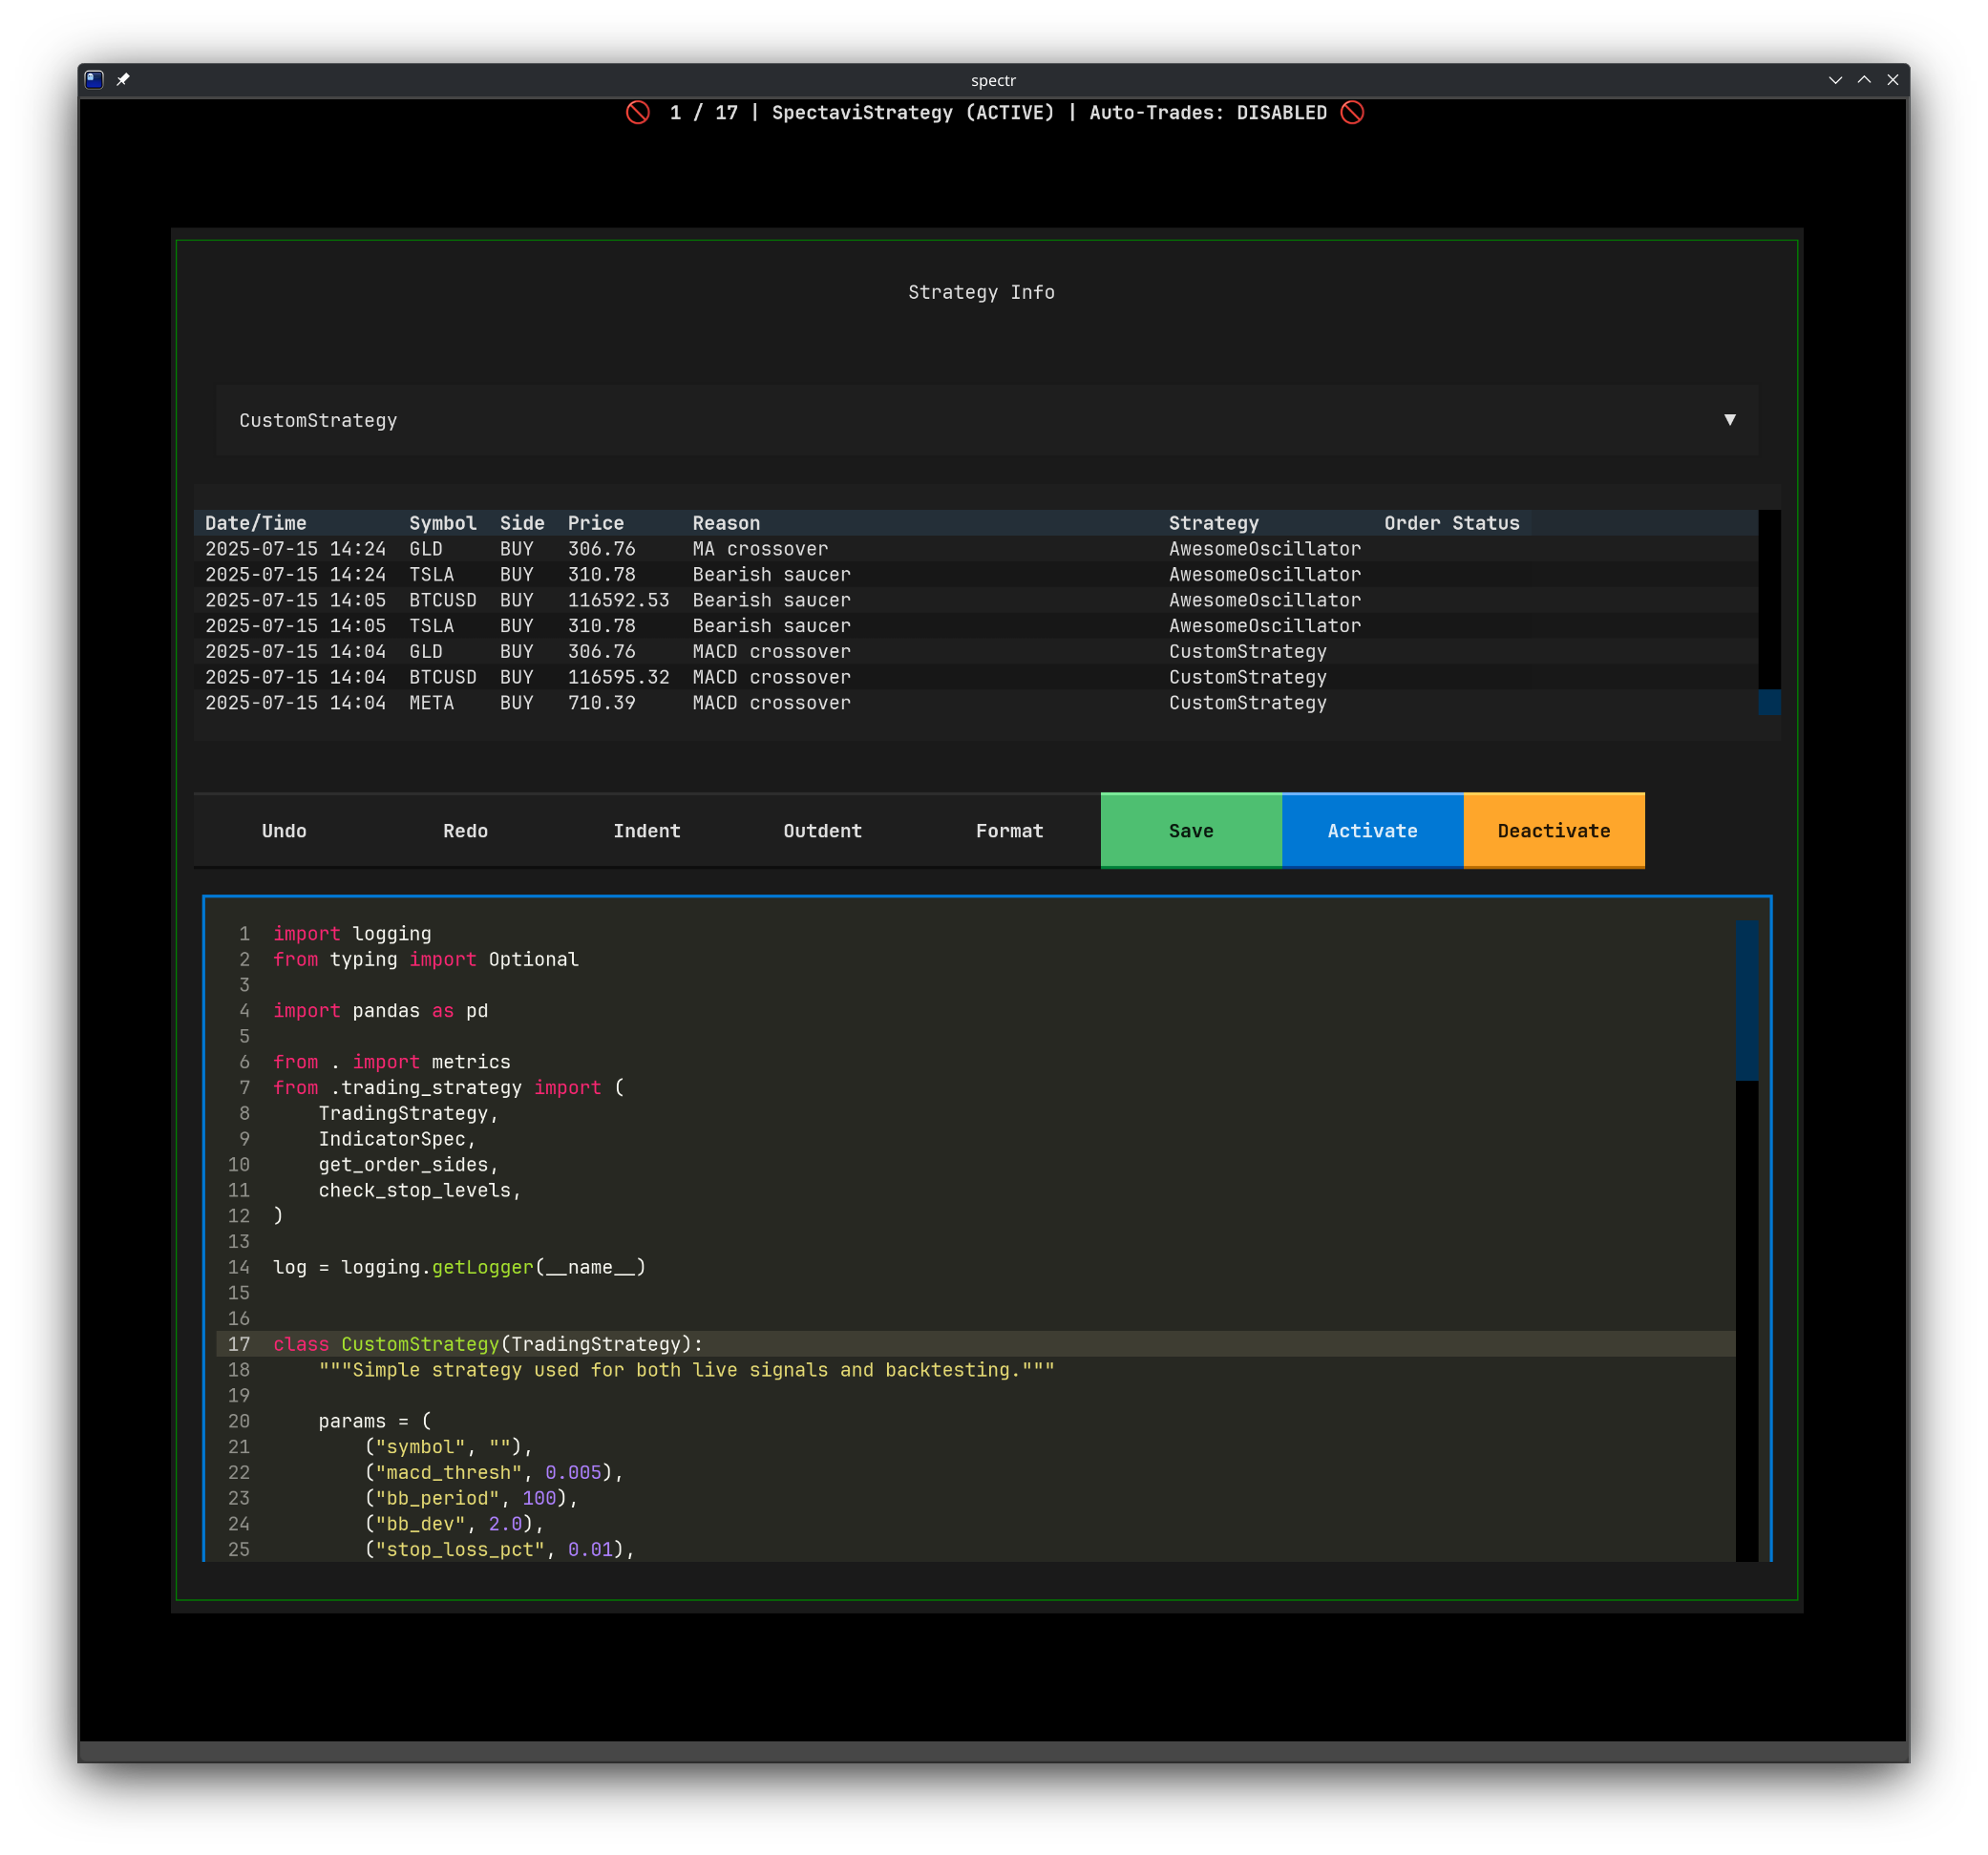 spectr
🚫 1 / 17 | SpectaviStrategy (ACTIVE) | Auto-Trades: DISABLED 🚫
Strategy Info
CustomStrategy ▼
Date/Time Symbol Side Price Reason Strategy Order Status
2025-07-15 14:24 GLD BUY 306.76 MA crossover AwesomeOscillator
2025-07-15 14:24 TSLA BUY 310.78 Bearish saucer AwesomeOscillator
2025-07-15 14:05 BTCUSD BUY 116592.53 Bearish saucer AwesomeOscillator
2025-07-15 14:05 TSLA BUY 310.78 Bearish saucer AwesomeOscillator
2025-07-15 14:04 GLD BUY 306.76 MACD crossover CustomStrategy
2025-07-15 14:04 BTCUSD BUY 116595.32 MACD crossover CustomStrategy
2025-07-15 14:04 META BUY 710.39 MACD crossover CustomStrategy
Undo Redo Indent Outdent Format Save Activate Deactivate
1 import logging
2 from typing import Optional
3
4 import pandas as pd
5
6 from . import metrics
7 from .trading_strategy import (
8     TradingStrategy,
9     IndicatorSpec,
10     get_order_sides,
11     check_stop_levels,
12 )
13
14 log = logging.getLogger(__name__)
15
16
17 class CustomStrategy(TradingStrategy):
18     """Simple strategy used for both live signals and backtesting."""
19
20     params = (
21         ("symbol", ""),
22         ("macd_thresh", 0.005),
23         ("bb_period", 100),
24         ("bb_dev", 2.0),
25         ("stop_loss_pct", 0.01),